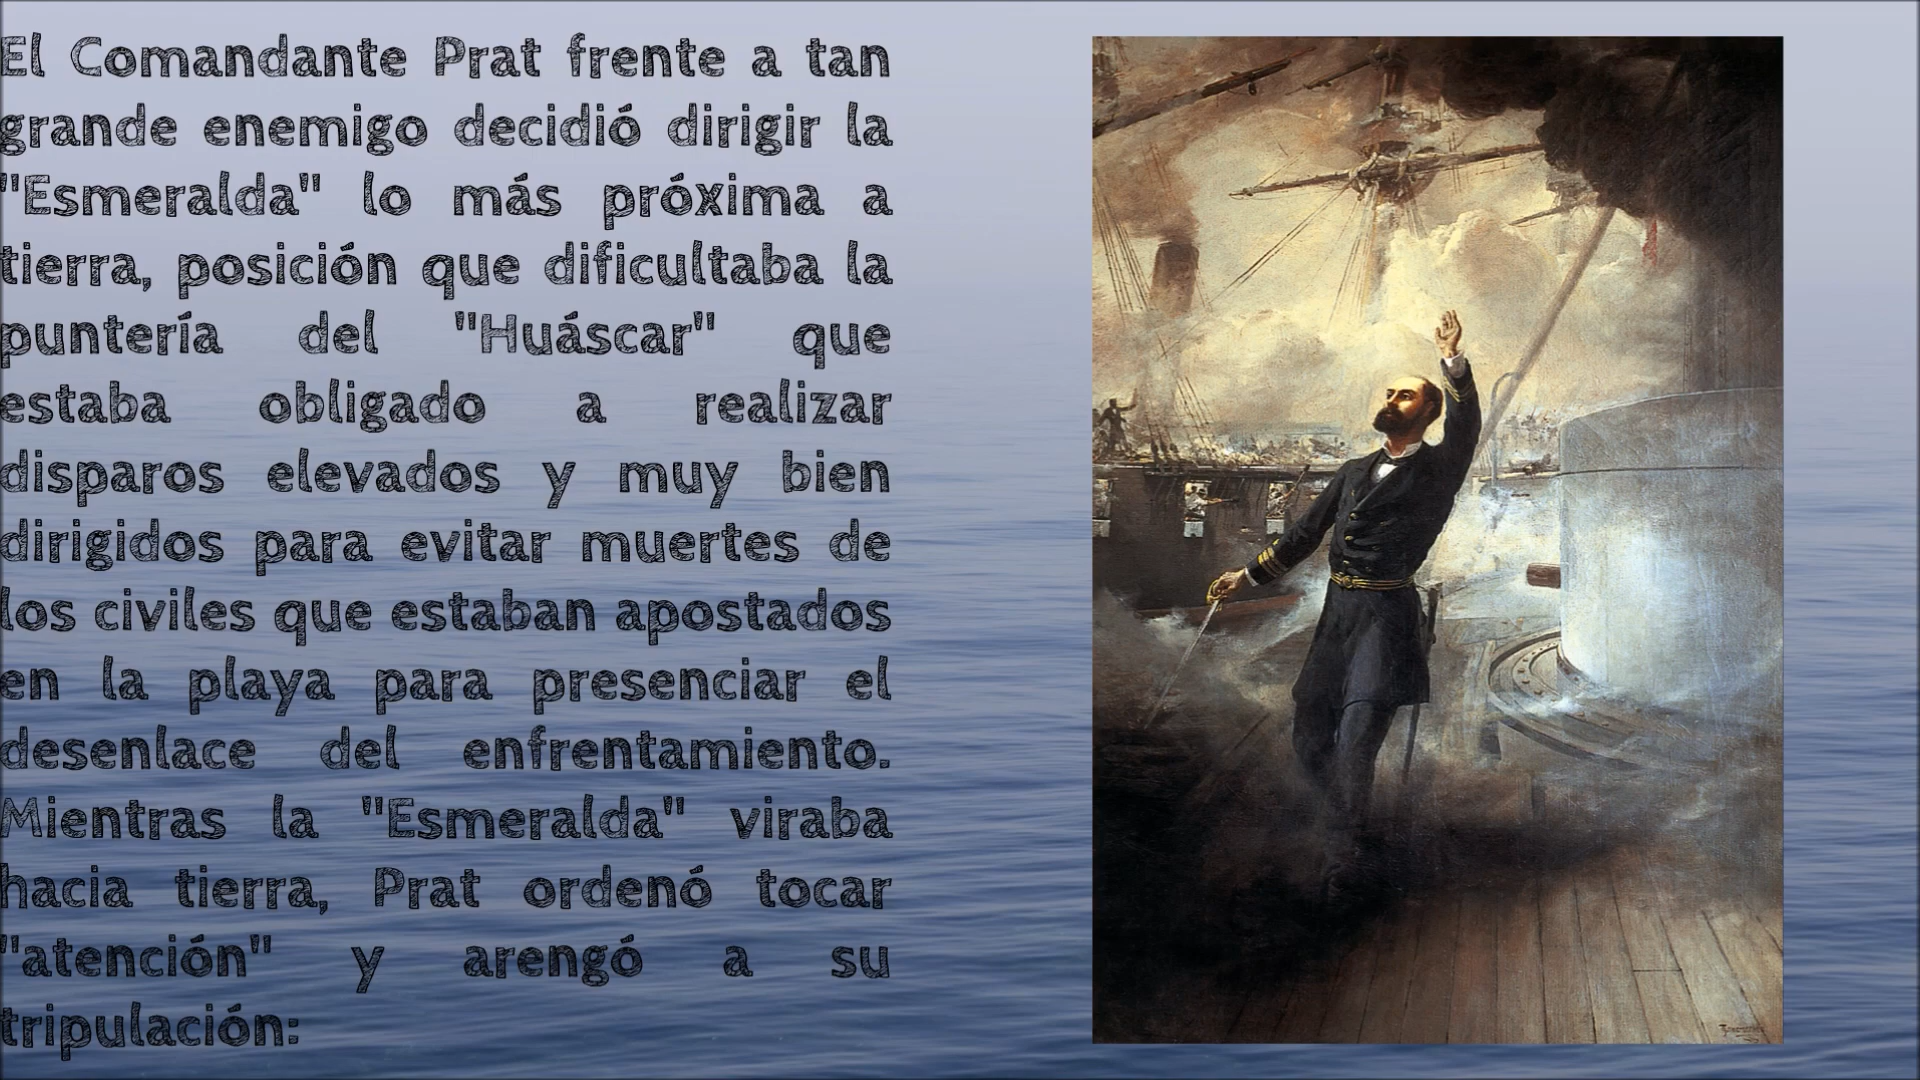 El Comandante Prat frente a tan
grande enemigo decidió dirigir la
"Esmeralda" lo más próxima a
tierra, posición que dificultaba la
puntería del "Huáscar" que
estaba obligado a realizar
disparos elevados y muy bien
dirigidos para evitar muertes de
los civiles que estaban apostados
en la playa para presenciar el
desenlace del enfrentamiento.
Mientras la "Esmeralda" viraba
hacia tierra, Prat ordenó tocar
"atención" y arengó a su
tripulación: